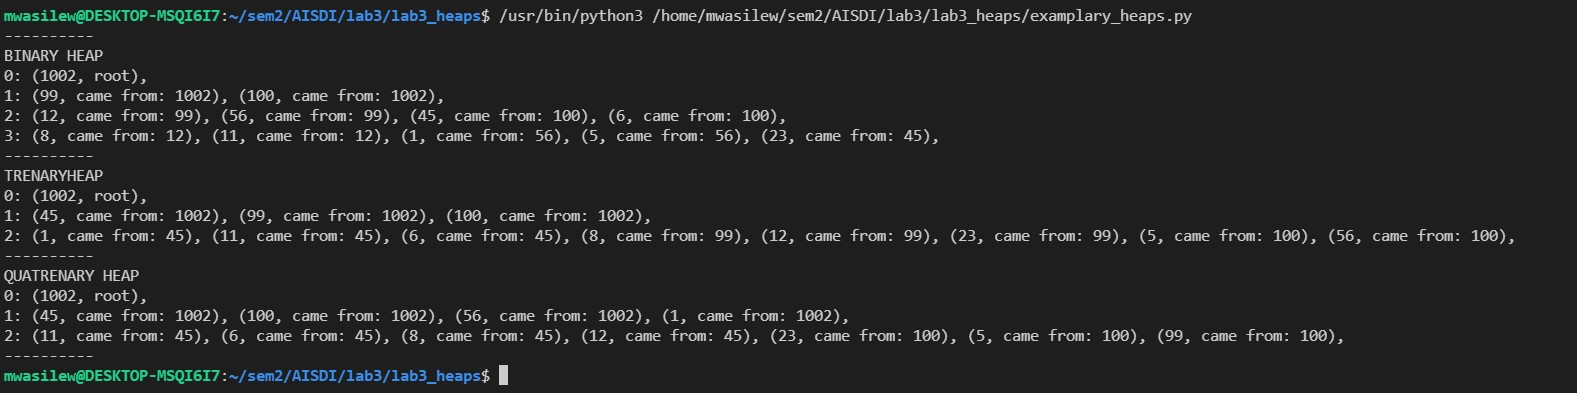 mwasilew@DESKTOP-MSQI6I7:~/sem2/AISDI/lab3/lab3_heaps$ /usr/bin/python3 /home/mwasilew/sem2/AISDI/lab3/lab3_heaps/examplary_heaps.py
----------
BINARY HEAP
0: (1002, root),
1: (99, came from: 1002), (100, came from: 1002),
2: (12, came from: 99), (56, came from: 99), (45, came from: 100), (6, came from: 100),
3: (8, came from: 12), (11, came from: 12), (1, came from: 56), (5, came from: 56), (23, came from: 45),
----------
TRENARYHEAP
0: (1002, root),
1: (45, came from: 1002), (99, came from: 1002), (100, came from: 1002),
2: (1, came from: 45), (11, came from: 45), (6, came from: 45), (8, came from: 99), (12, came from: 99), (23, came from: 99), (5, came from: 100), (56, came from: 100),
----------
QUATRENARY HEAP
0: (1002, root),
1: (45, came from: 1002), (100, came from: 1002), (56, came from: 1002), (1, came from: 1002),
2: (11, came from: 45), (6, came from: 45), (8, came from: 45), (12, came from: 45), (23, came from: 100), (5, came from: 100), (99, came from: 100),
----------
mwasilew@DESKTOP-MSQI6I7:~/sem2/AISDI/lab3/lab3_heaps$